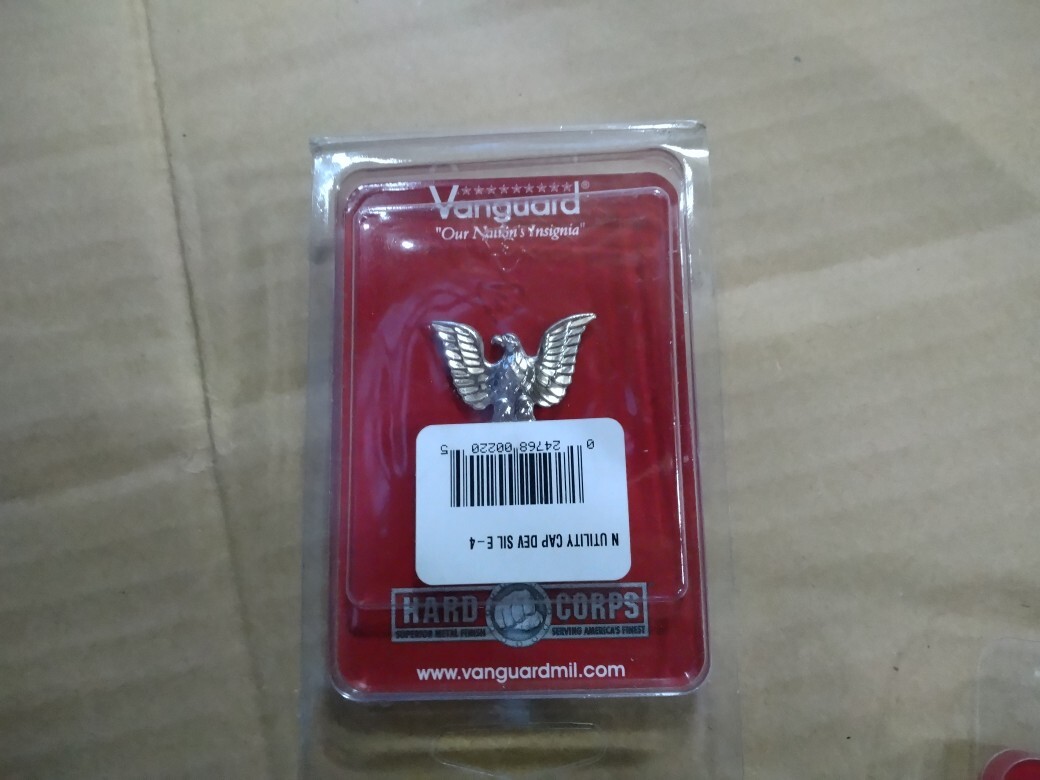 Vanguard®
"Our Nation's Insignia"
N UTILITY CAP DEV SIL E-4
0 24768 00220 5
HARD CORPS
SUPERIOR METAL FINISH SERVING AMERICA'S FINEST
www.vanguardmil.com